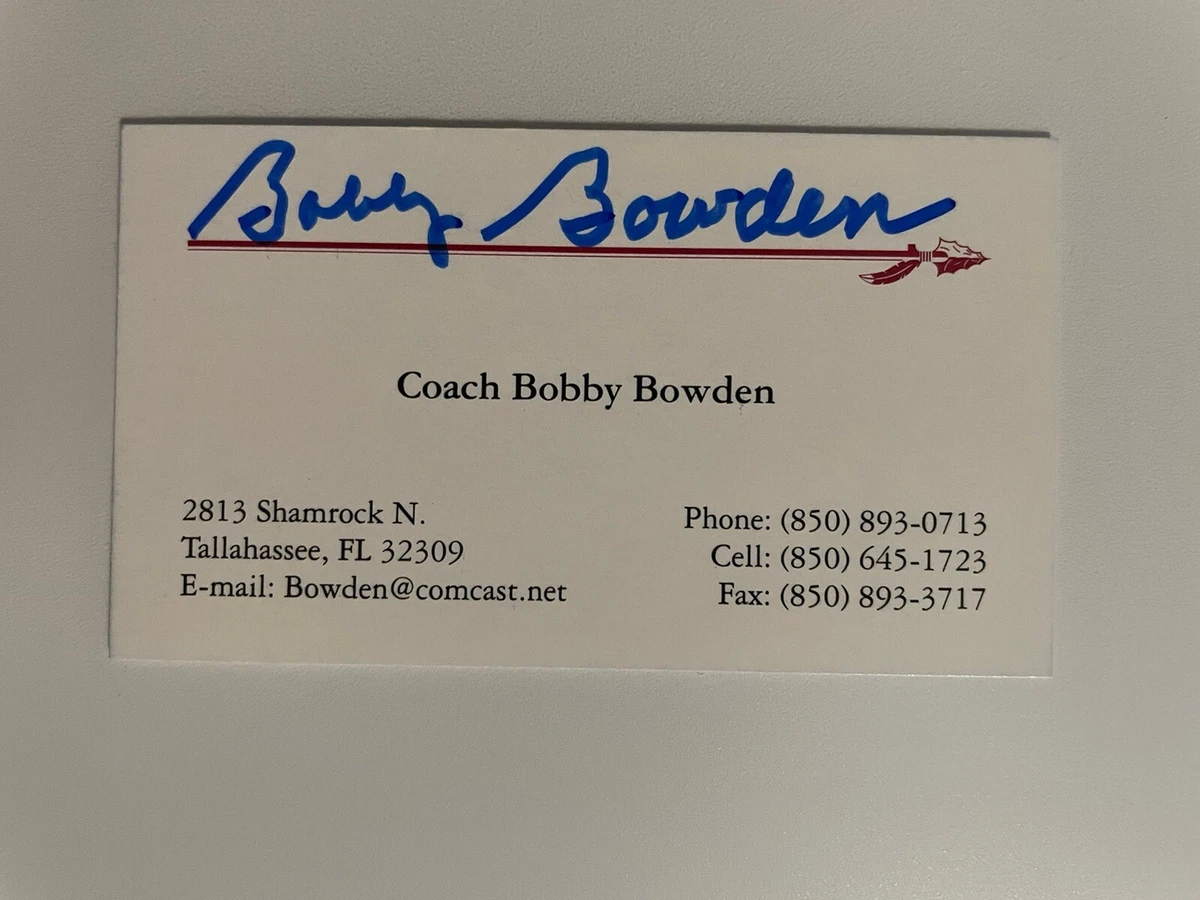 Bobby Bowden
Coach Bobby Bowden
2813 Shamrock N.
Tallahassee, FL 32309
E-mail: Bowden@comcast.net
Phone: (850) 893-0713
Cell: (850) 645-1723
Fax: (850) 893-3717